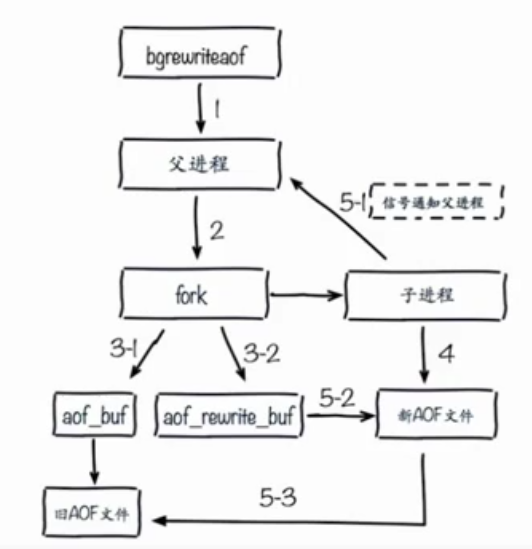 bgrewriteaof
1
父进程
5-1
信号通知父进程
2
fork
子进程
3-1
3-2
4
aof_buf
aof_rewrite_buf
5-2
新AOF文件
旧AOF文件
5-3